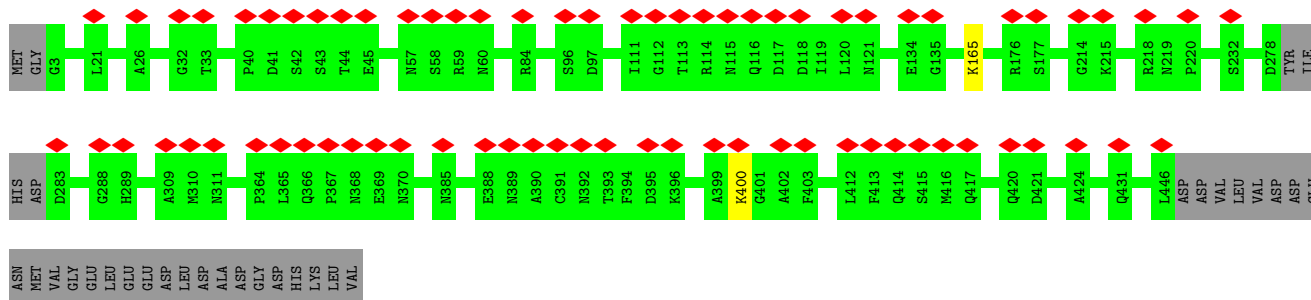 MET GLY G3 L21 A26 G32 T33 P40 D41 S42 S43 T44 E45 N57 S58 R59 N60 R84 S96 D97 I111 G112 T113 R114 N115 Q116 D117 D118 I119 L120 N121 E134 G135 K165 R176 S177 G214 K215 R218 N219 P220 S232 D278 TYR ILE
HIS ASP D283 G288 H289 A309 M310 N311 P364 L365 Q366 P367 N368 E369 N370 N385 E388 N389 A390 C391 N392 T393 F394 D395 K396 A399 K400 G401 A402 F403 L412 F413 Q414 S415 M416 Q417 Q420 D421 A424 Q431 L446 ASP ASP VAL LEU VAL ASP ASP
ASN MET VAL GLY GLU LEU GLU GLU ASP LEU ASP ALA ASP GLY ASP HIS LYS LEU VAL